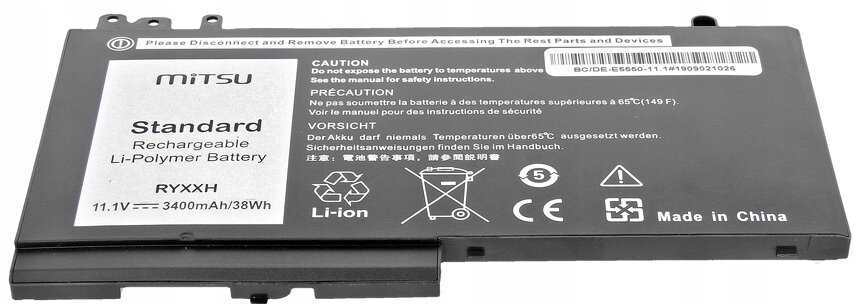 Please Disconnect and Remove Battery Before Accessing The Rest Parts and Devices
mitsu
Standard
Rechargeable
Li-Polymer Battery
RYXXH
11.1V 3400mAh/38Wh
CAUTION
Do not expose the battery to temperatures above
See the manual for safety instructions.
BC/DE-E5550-11.1#1909021026
PRÉCAUTION
Ne pas soumettre la batterie à des températures supérieures à 65℃(149 F).
Voir le manuel pour des instructions de sécurité
VORSICHT
Der Akku darf niemals Temperaturen über65℃ ausgesetzt werden.
Sicherheitsanweisungen finden Sie im Handbuch.
注意：電池警告事項，請參閱說明書
Li-ion
5
CE
Made in China